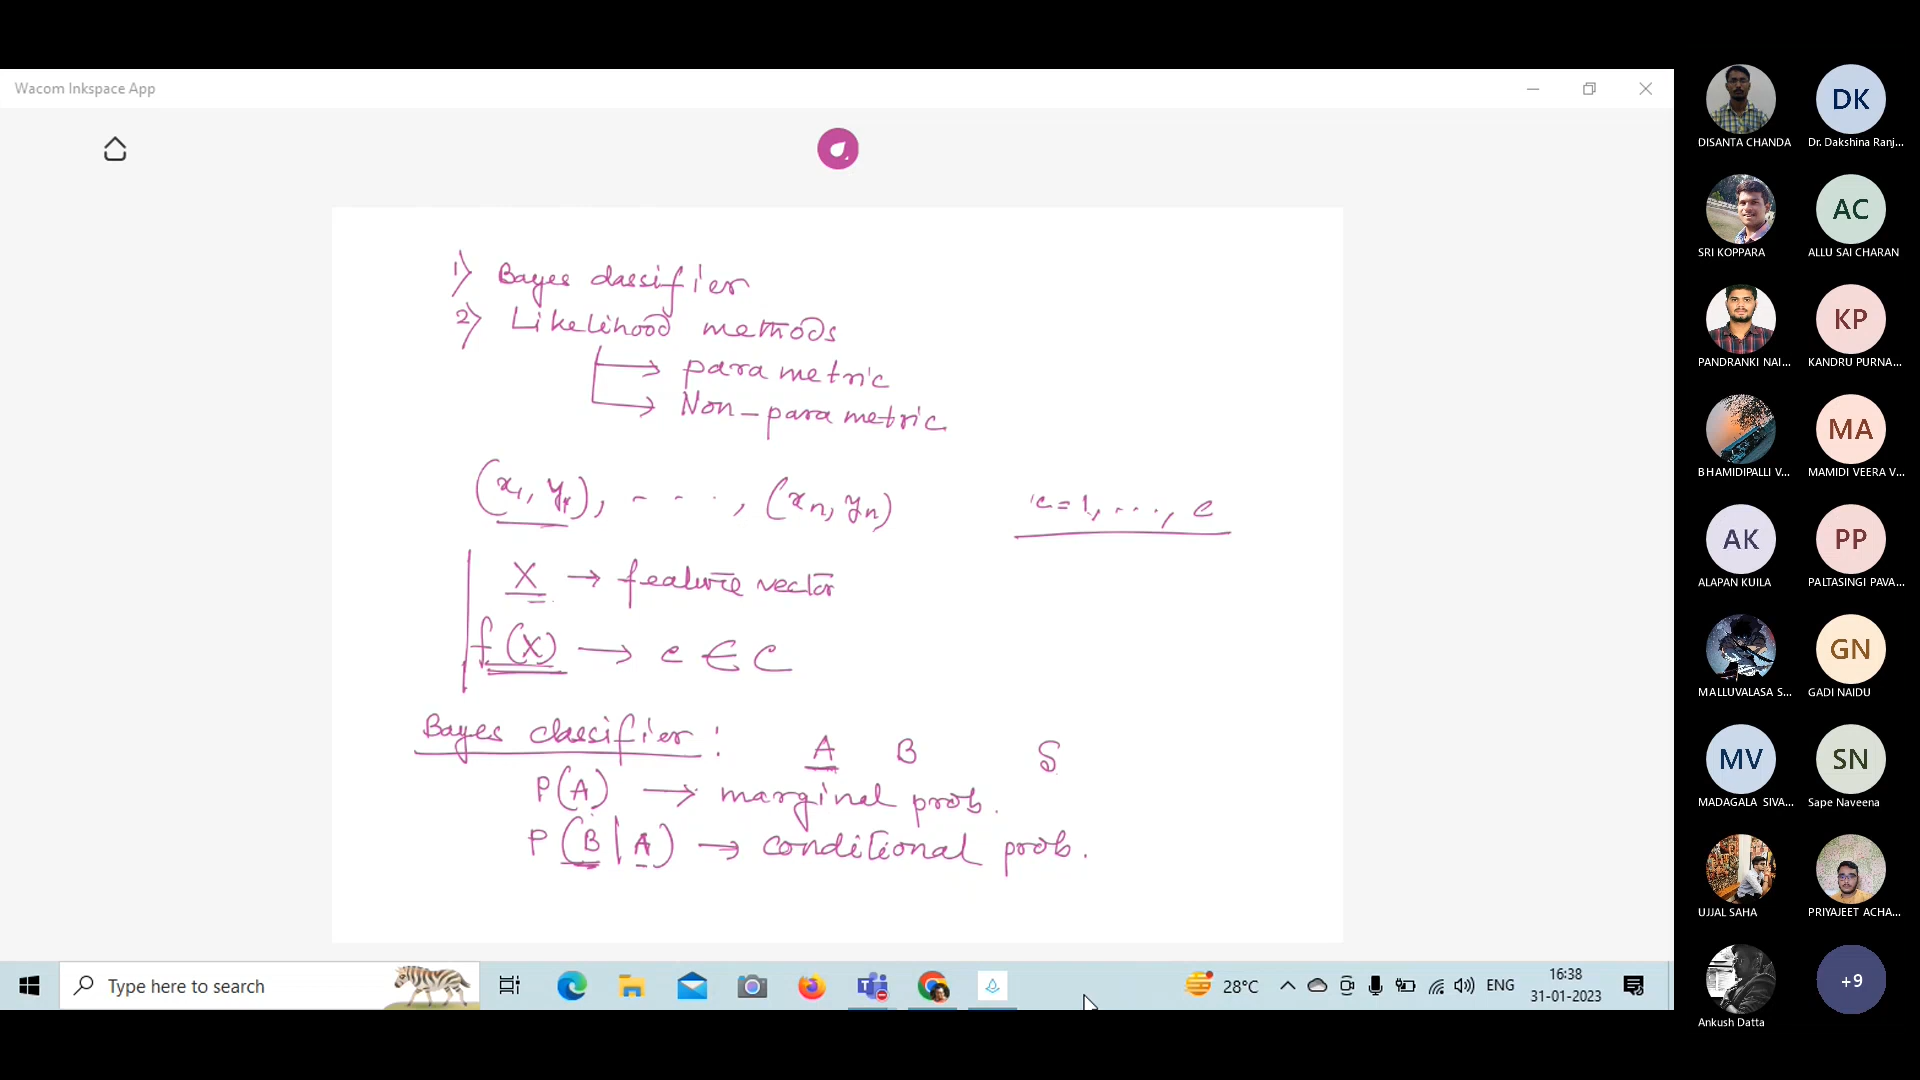 Wacom Inkspace App
1) Bayes classifier
2) Likelihood methods
parametric
Non-parametric
(x1, y1), - - - -, (xn, yn)
c=1, ..., C
X → feature vector
f(X) → c ∈ C
Bayes classifier :
A B S
P(A) → marginal prob.
P(B|A) → conditional prob.
Type here to search
28°C
ENG
16:38
31-01-2023
DISANTA CHANDA
DK
Dr. Dakshina Ranj...
SRI KOPPARA
AC
ALLU SAI CHARAN
PANDRANKI NAI...
KP
KANDRU PURNA...
BHAMIDIPALLI V...
MA
MAMIDI VEERA V...
AK
ALAPAN KUILA
PP
PALTASINGI PAVA...
MALLUVALASA S...
GN
GADI NAIDU
MV
MADAGALA SIVA...
SN
Sape Naveena
UJJAL SAHA
PRIYAJEET ACHA...
Ankush Datta
+9